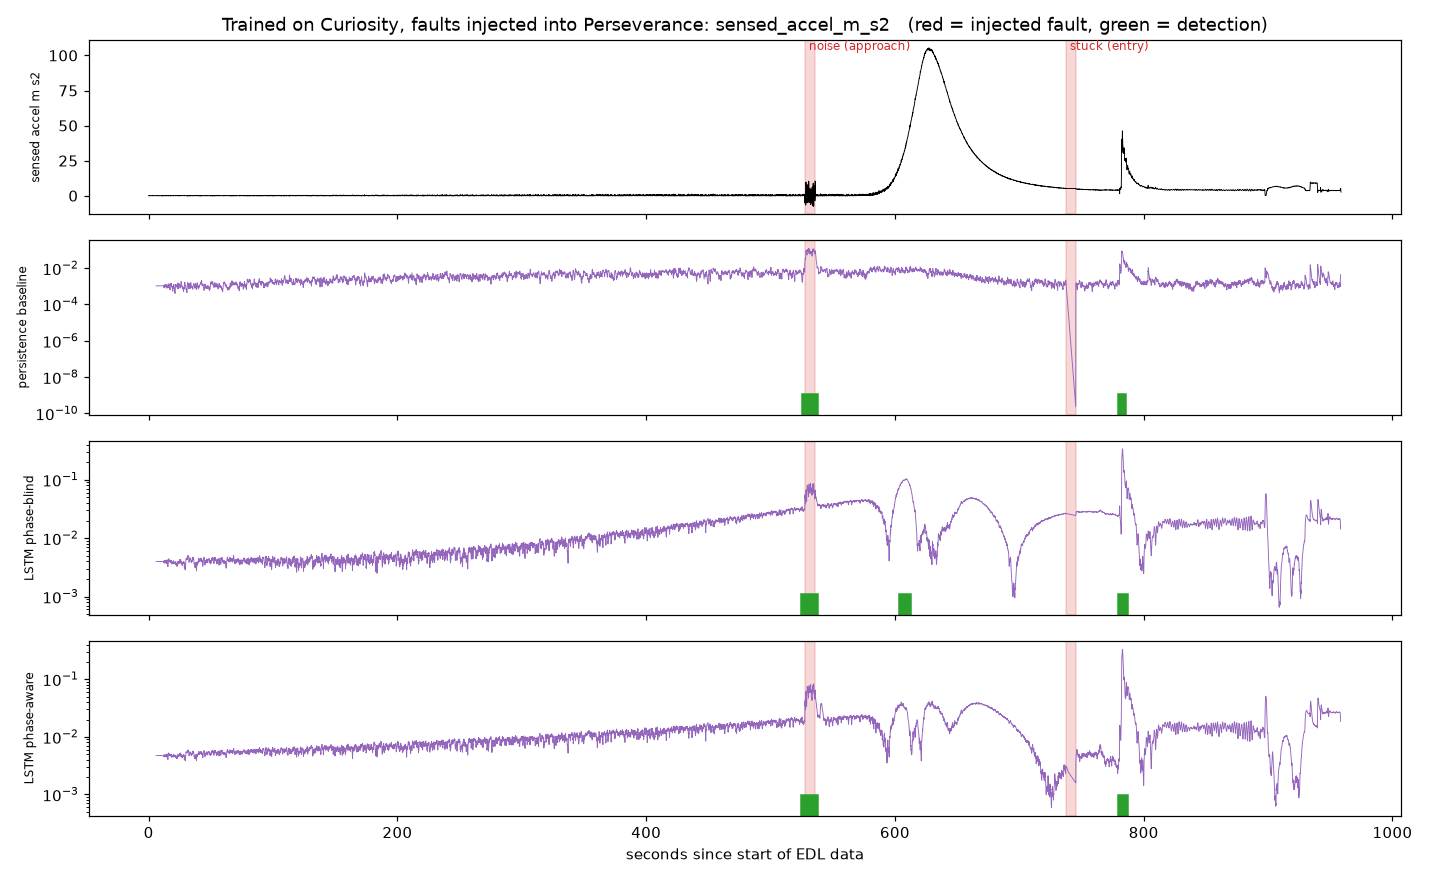 Trained on Curiosity, faults injected into Perseverance: sensed_accel_m_s2   (red = injected fault, green = detection)
noise (approach)
stuck (entry)
sensed accel m s2
100
75
50
25
0
persistence baseline
10⁻²
10⁻⁴
10⁻⁶
10⁻⁸
10⁻¹⁰
LSTM phase-blind
10⁻¹
10⁻²
10⁻³
LSTM phase-aware
10⁻¹
10⁻²
10⁻³
0 200 400 600 800 1000
seconds since start of EDL data